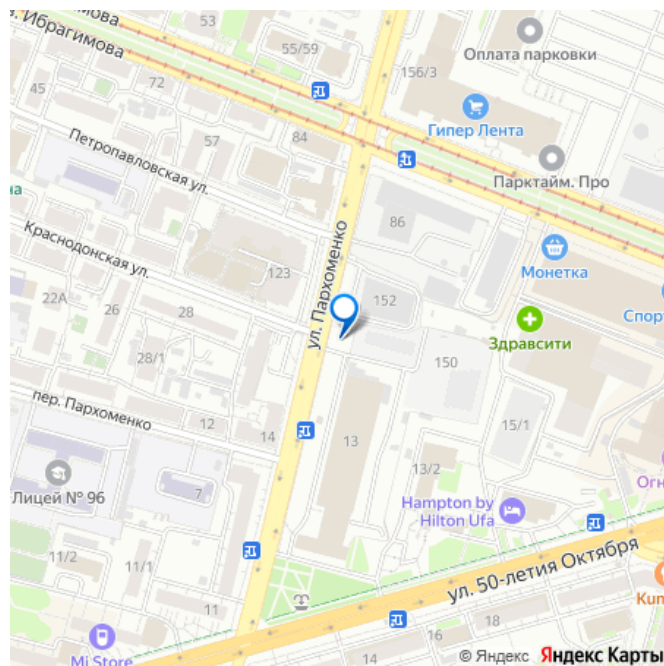 53
в. Ибрагимова
ова
55/59
Оплата парковки
156/3
72
45
Гипер Лента
57
84
Петропавловская ул.
Парктайм. Про
на
86
ул. Пархоменко
Краснодонская ул.
123
Монетка
22А
26
28
152
Спорт
Здравсити
28/1
150
пер. Пархоменко
12
14
13
15/1
Лицей № 96
7
13/2
Огн
Hampton by
Hilton Ufa
11/2
11/1
ул. 50-летия Октября
11
Kun
Mi Store
14
16
18
© Яндекс Яндекс Карты